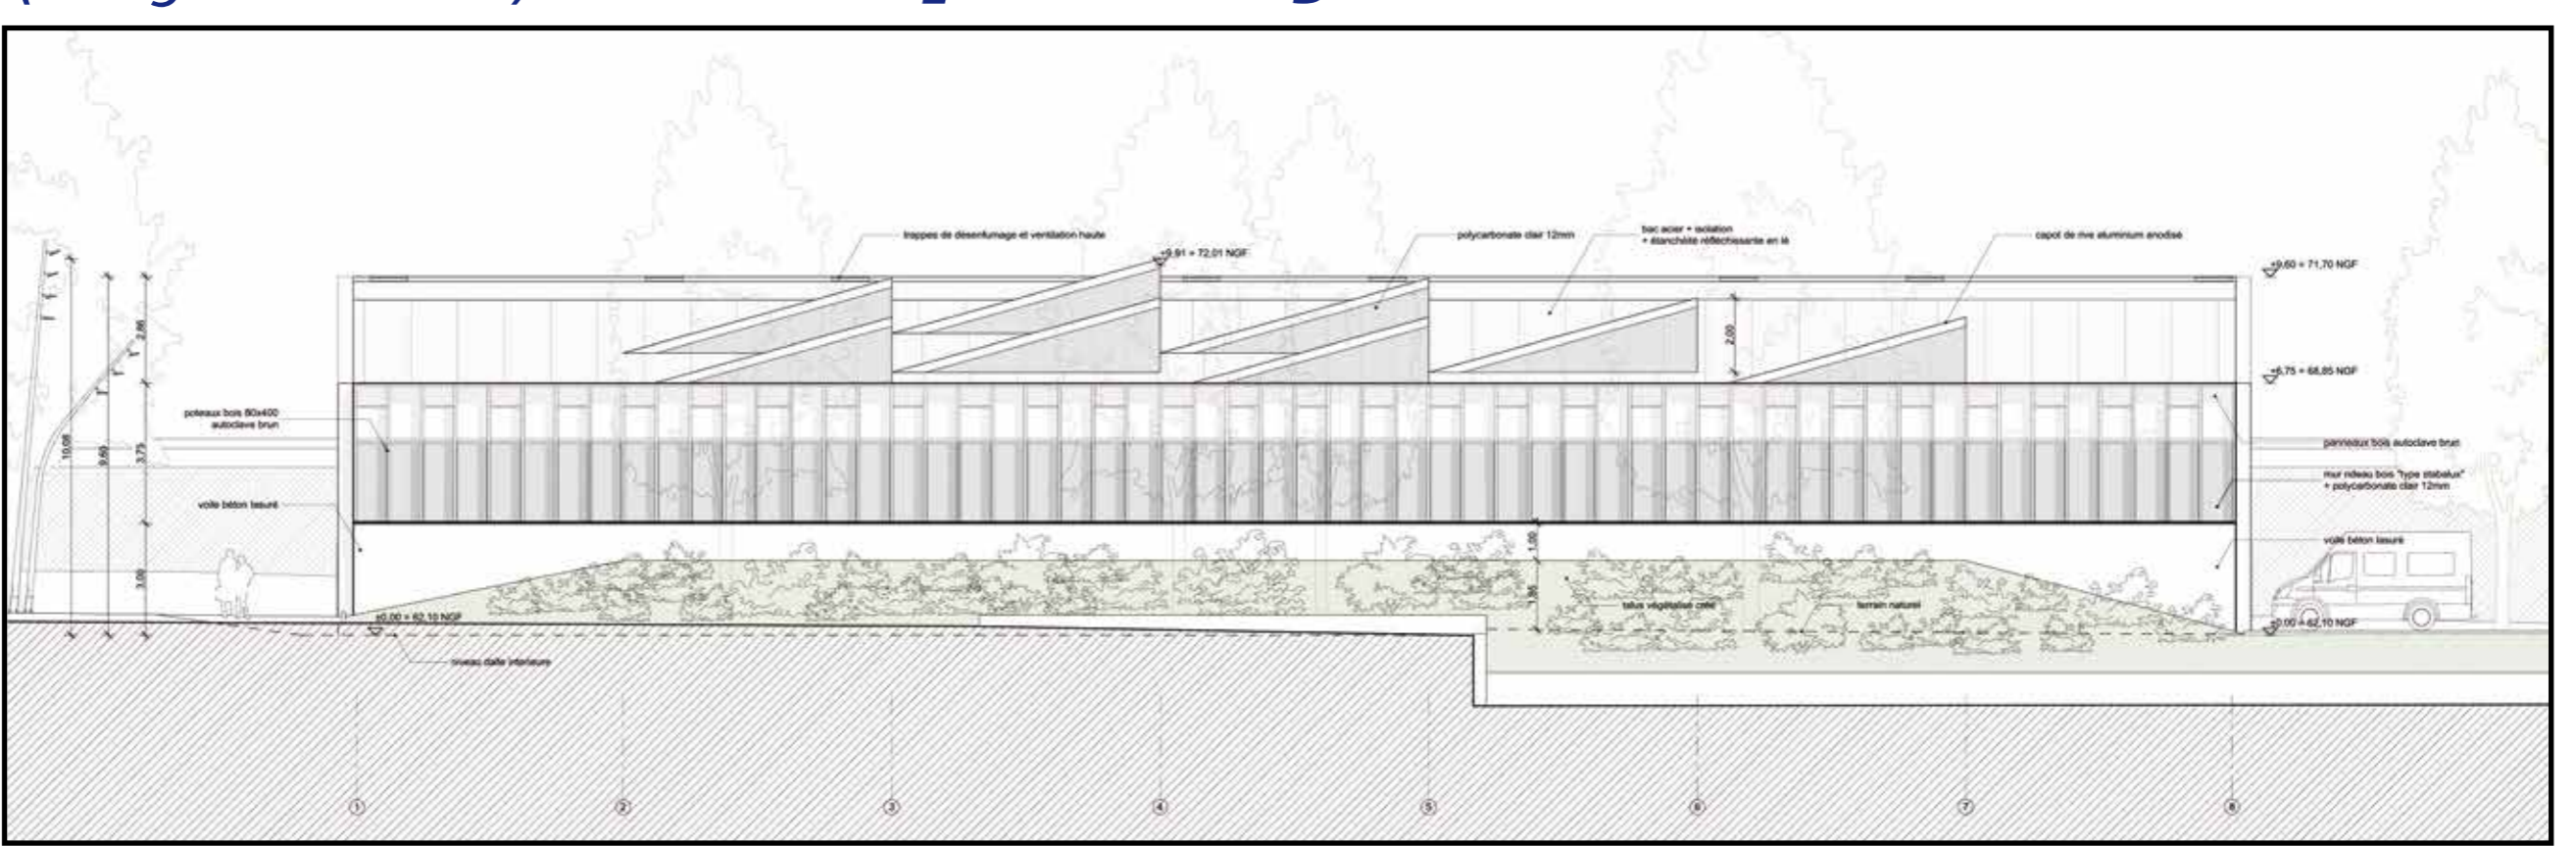 trappes de désenfumage et ventilation haute
polycarbonate clair 12mm
bac acier + isolation
+ étanchéité réfléchissante en lé
capot de rive aluminium anodisé
+9,91 = 72,01 NGF
+9,60 = 71,70 NGF
2,86
2,00
+6,75 = 68,85 NGF
poteaux bois 80x400
autoclave brun
10,08
9,60
3,75
panneaux bois autoclave brun
mur rideau bois "type stabalux"
+ polycarbonate clair 12mm
voile béton lasuré
voile béton lasuré
1,00
3,00
talus végétalisé créé
terrain naturel
±0,00 = 62,10 NGF
±0,00 = 62,10 NGF
niveau dalle intérieure
1 2 3 4 5 6 7 8